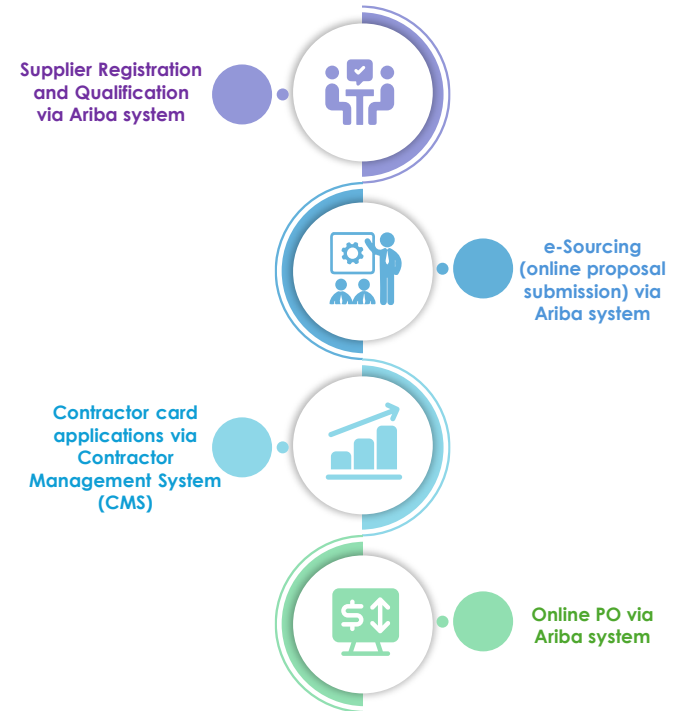 Supplier Registration
and Qualification
via Ariba system
e-Sourcing
(online proposal
submission) via
Ariba system
Contractor card
applications via
Contractor
Management System
(CMS)
$
Online PO via
Ariba system